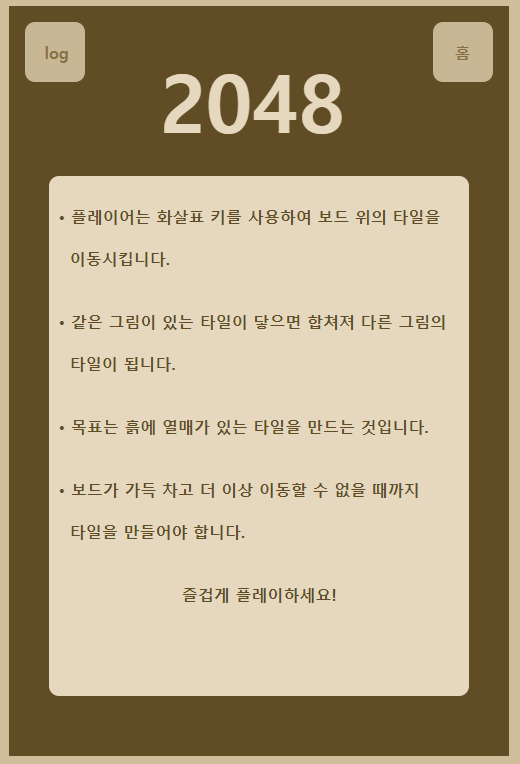 log
홈
2048
• 플레이어는 화살표 키를 사용하여 보드 위의 타일을
이동시킵니다.
• 같은 그림이 있는 타일이 닿으면 합쳐져 다른 그림의
타일이 됩니다.
• 목표는 흙에 열매가 있는 타일을 만드는 것입니다.
• 보드가 가득 차고 더 이상 이동할 수 없을 때까지
타일을 만들어야 합니다.
즐겁게 플레이하세요!